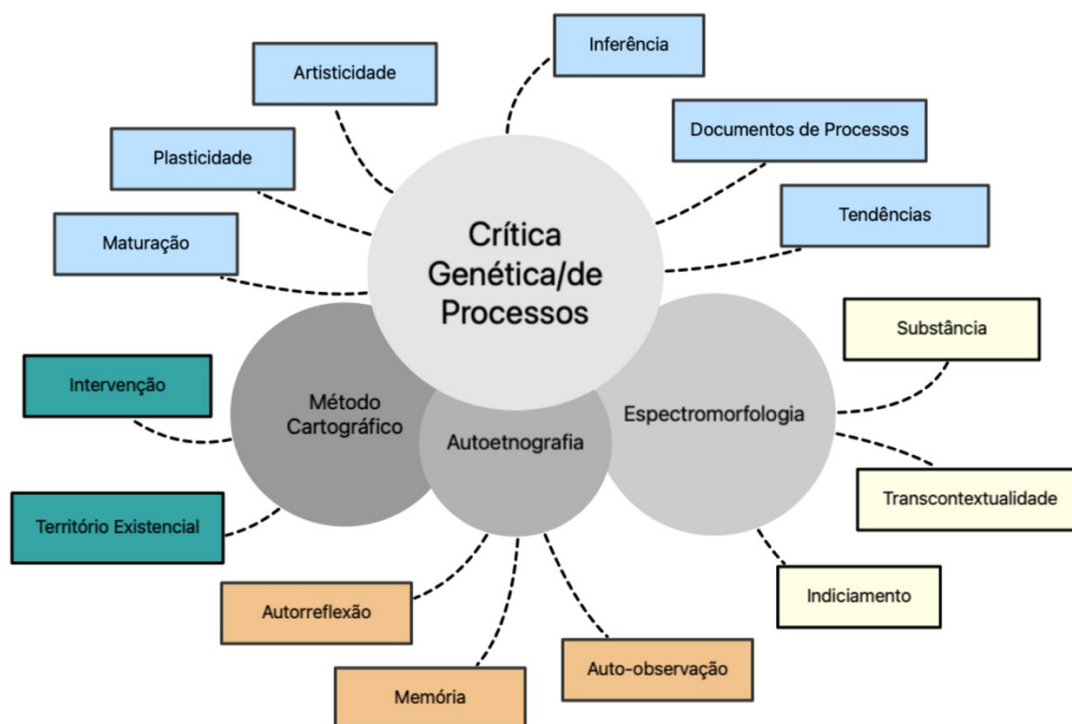 Inferência
Artisticidade
Documentos de Processos
Plasticidade
Tendências
Maturação
Crítica
Genética/de
Processos
Substância
Intervenção
Método
Cartográfico
Autoetnografia
Espectromorfologia
Transcontextualidade
Território Existencial
Indiciamento
Autorreflexão
Auto-observação
Memória